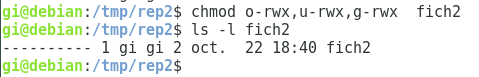 gi@debian:/tmp/rep2$ chmod o-rwx,u-rwx,g-rwx  fich2
gi@debian:/tmp/rep2$ ls -l fich2
---------- 1 gi gi 2 oct.  22 18:40 fich2
gi@debian:/tmp/rep2$